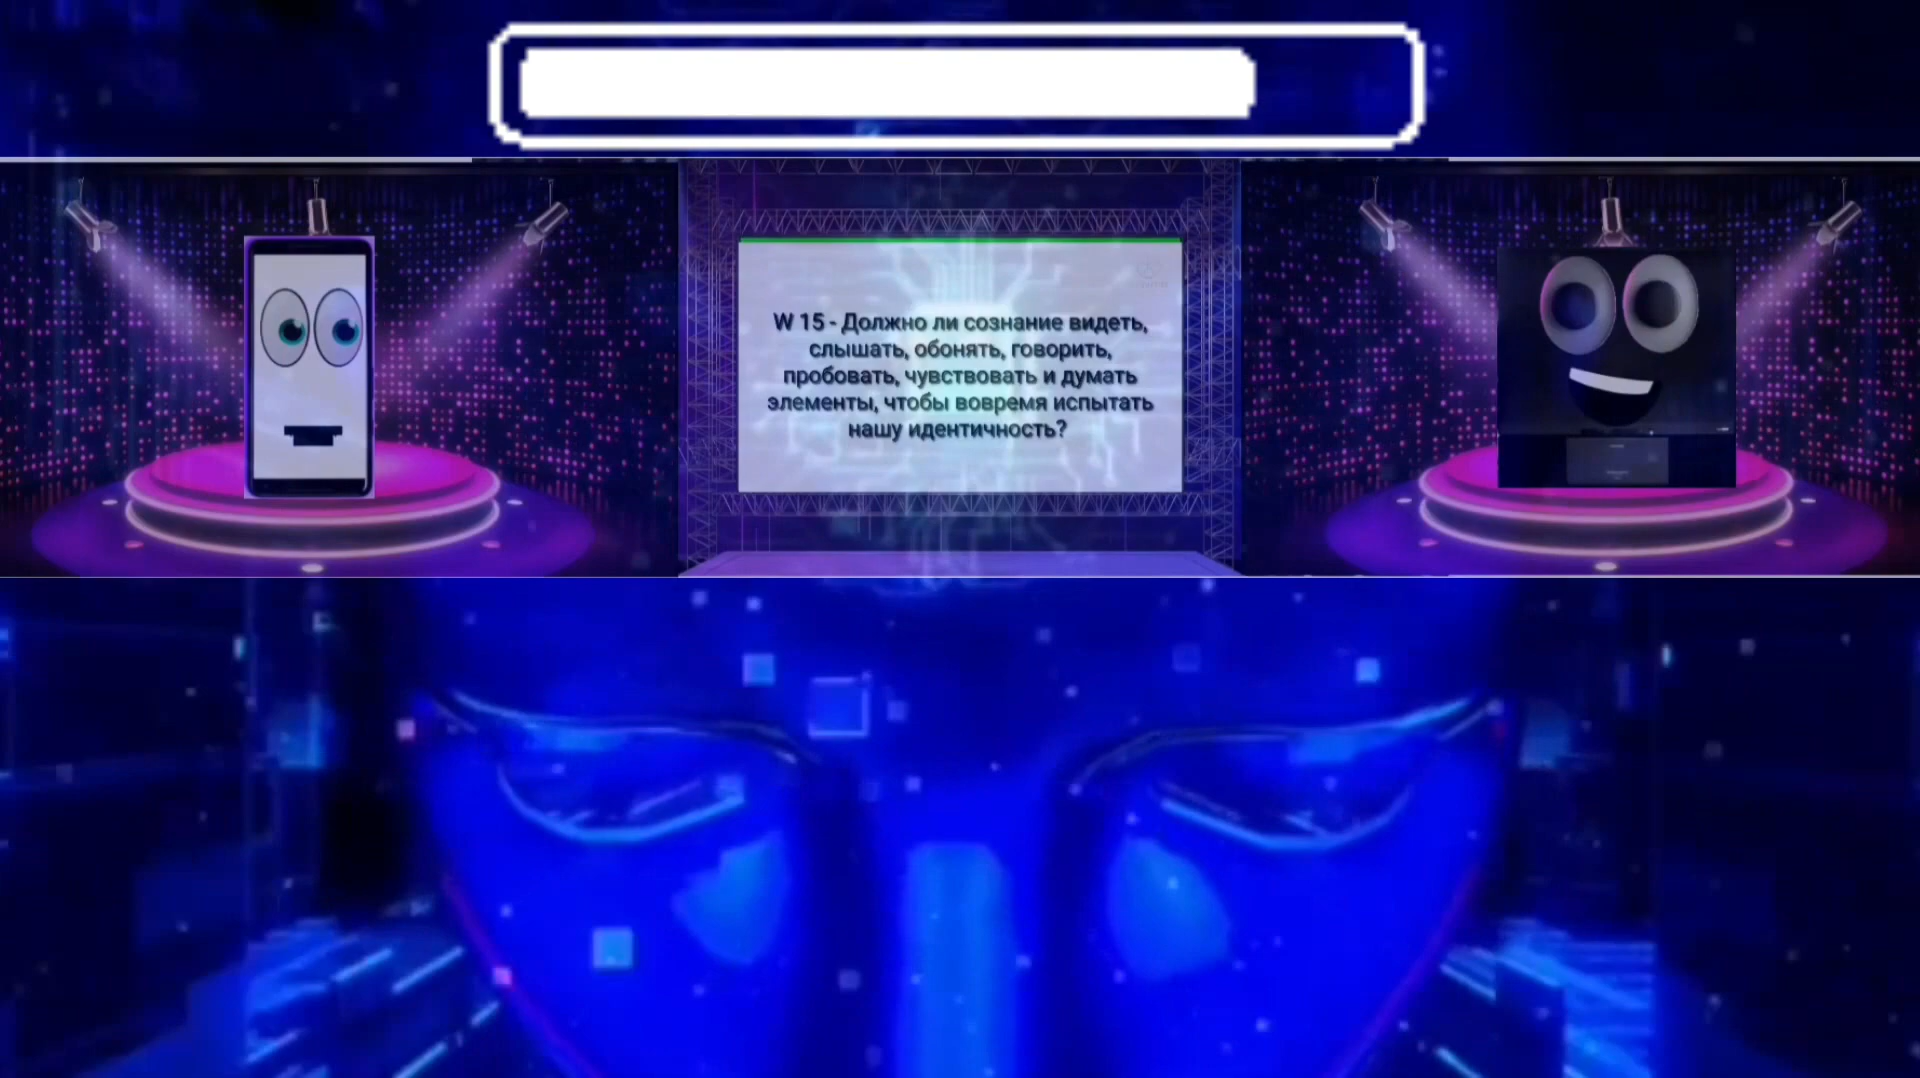 W 15 - Должно ли сознание видеть,
слышать, обонять, говорить,
пробовать, чувствовать и думать
элементы, чтобы вовремя испытать
нашу идентичность?